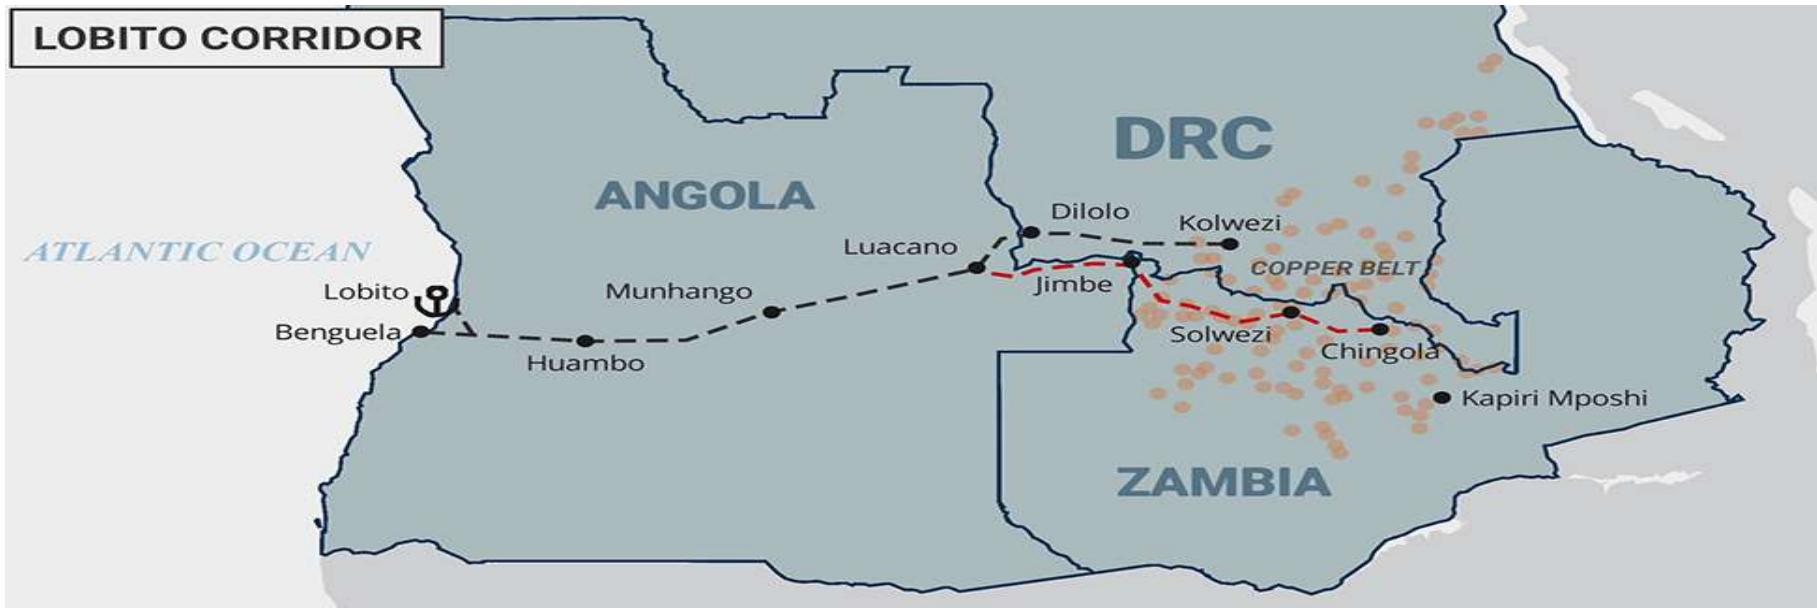 LOBITO CORRIDOR
DRC
ANGOLA
Dilolo
Kolwezi
ATLANTIC OCEAN
Luacano
COPPER BELT
Lobito
Munhango
Jimbe
Benguela
Solwezi
Huambo
Chingola
Kapiri Mposhi
ZAMBIA